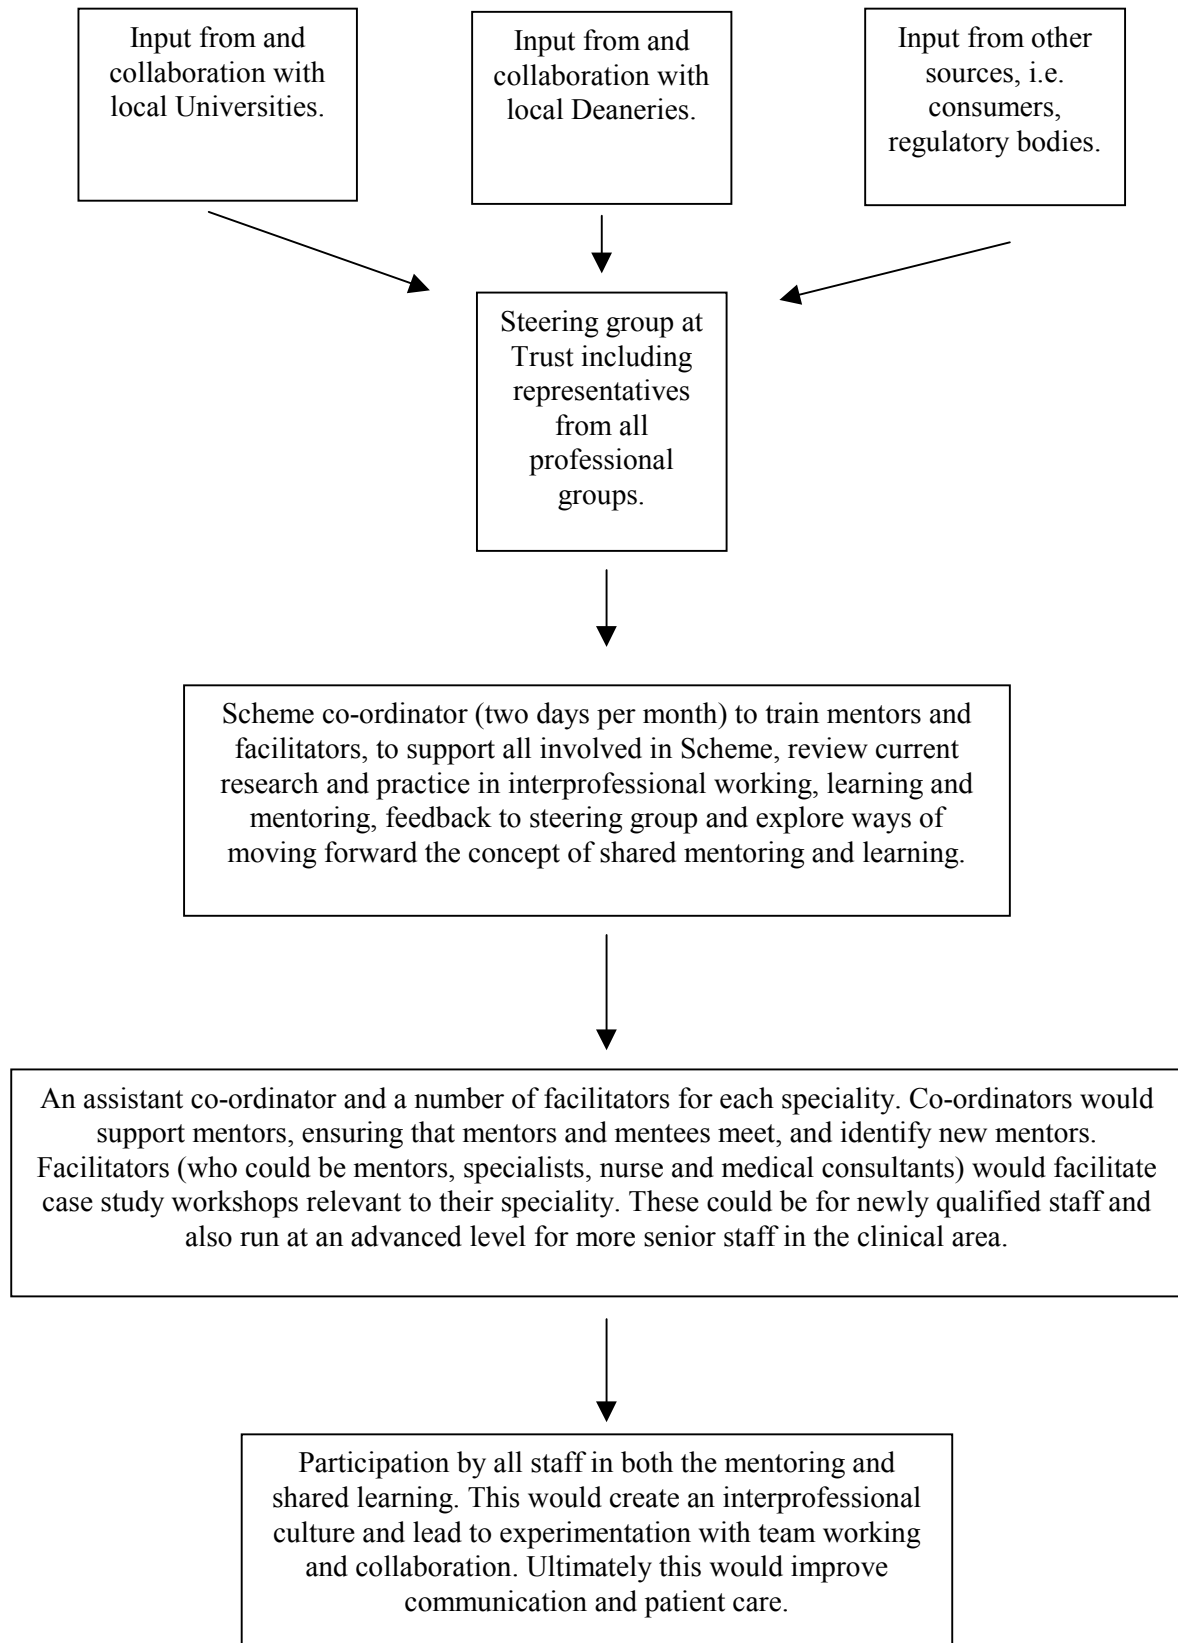 Input from and
collaboration with
local Universities.
Input from and
collaboration with
local Deaneries.
Input from other
sources, i.e.
consumers,
regulatory bodies.
Steering group at
Trust including
representatives
from all
professional
groups.
Scheme co-ordinator (two days per month) to train mentors and
facilitators, to support all involved in Scheme, review current
research and practice in interprofessional working, learning and
mentoring, feedback to steering group and explore ways of
moving forward the concept of shared mentoring and learning.
An assistant co-ordinator and a number of facilitators for each speciality. Co-ordinators would
support mentors, ensuring that mentors and mentees meet, and identify new mentors.
Facilitators (who could be mentors, specialists, nurse and medical consultants) would facilitate
case study workshops relevant to their speciality. These could be for newly qualified staff and
also run at an advanced level for more senior staff in the clinical area.
Participation by all staff in both the mentoring and
shared learning. This would create an interprofessional
culture and lead to experimentation with team working
and collaboration. Ultimately this would improve
communication and patient care.